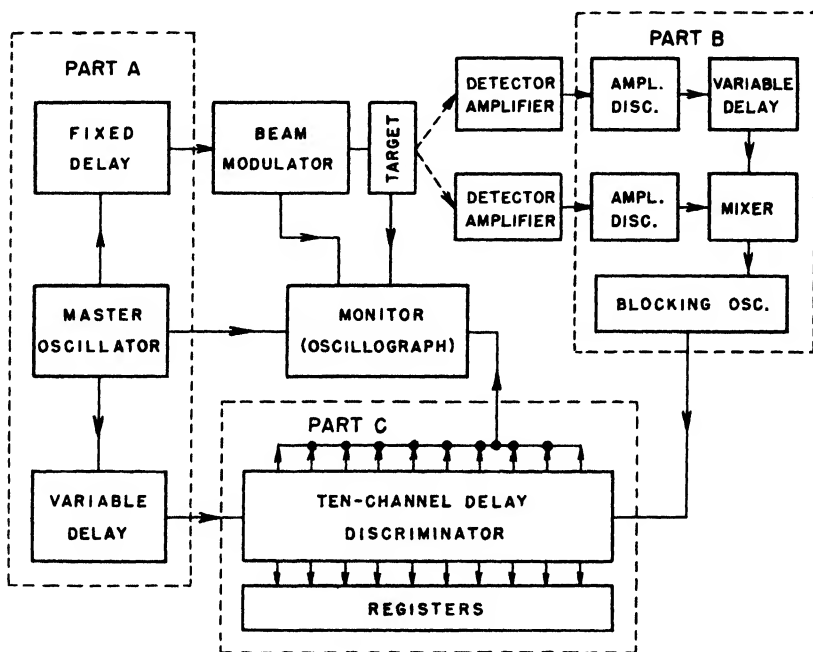 PART A
FIXED
DELAY
MASTER
OSCILLATOR
VARIABLE
DELAY
BEAM
MODULATOR
TARGET
MONITOR
(OSCILLOGRAPH)
DETECTOR
AMPLIFIER
DETECTOR
AMPLIFIER
PART B
AMPL.
DISC.
VARIABLE
DELAY
AMPL.
DISC.
MIXER
BLOCKING OSC.
PART C
TEN-CHANNEL DELAY
DISCRIMINATOR
REGISTERS